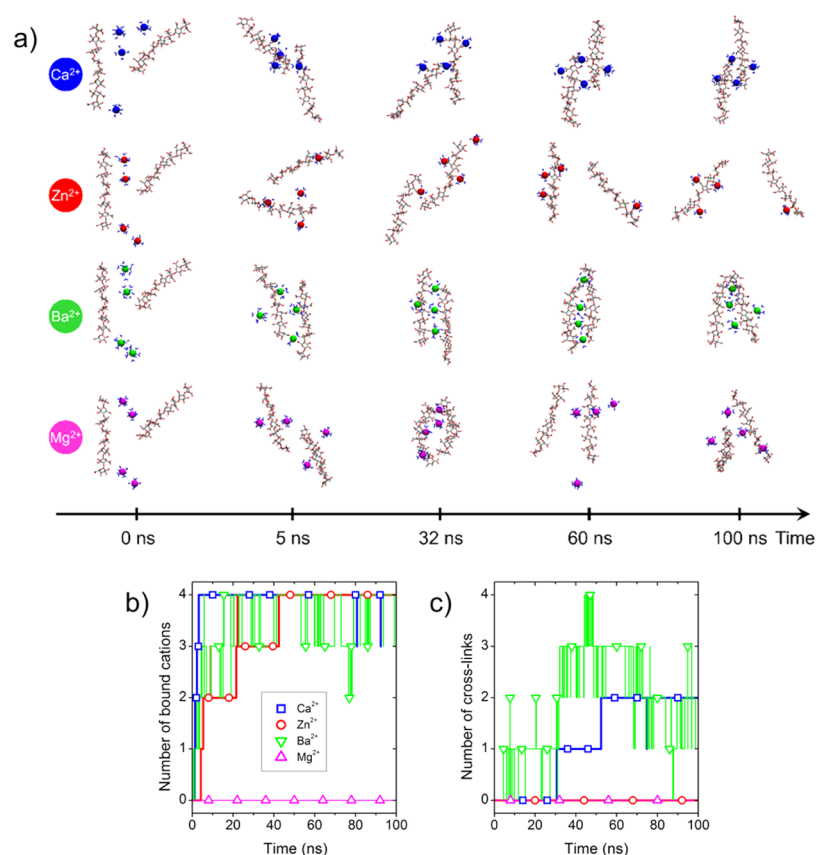 a)
Ca²⁺
Zn²⁺
Ba²⁺
Mg²⁺
0 ns 5 ns 32 ns 60 ns 100 ns Time
b)
Number of bound cations
4
3
2
1
0
0 20 40 60 80 100
Time (ns)
Ca²⁺
Zn²⁺
Ba²⁺
Mg²⁺
c)
Number of cross-links
4
3
2
1
0
0 20 40 60 80 100
Time (ns)